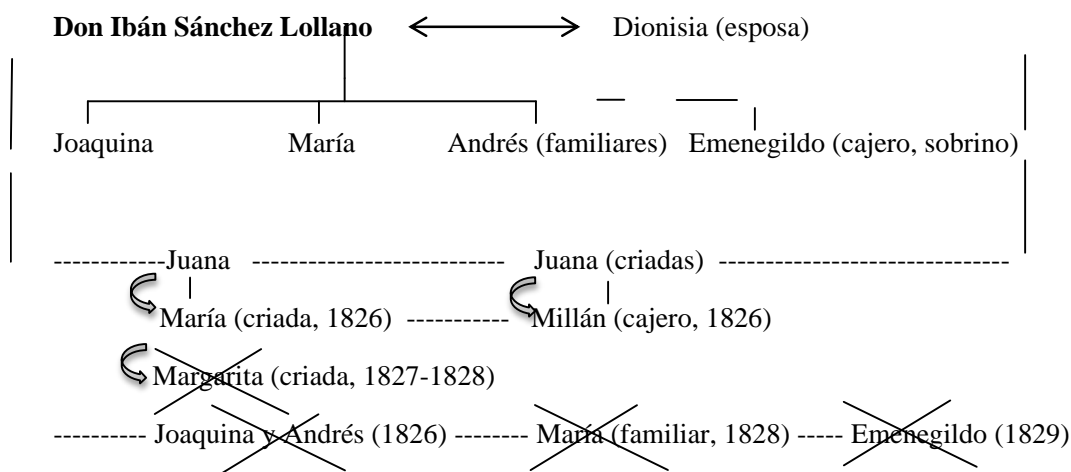 Don Ibán Sánchez Lollano Dionisia (esposa)
Joaquina María Andrés (familiares) Emenegildo (cajero, sobrino)
------------Juana --------------------------- Juana (criadas) -------------------------------
María (criada, 1826) ----------- Millán (cajero, 1826)
Margarita (criada, 1827-1828)
---------- Joaquina y Andrés (1826) -------- María (familiar, 1828) ----- Emenegildo (1829)